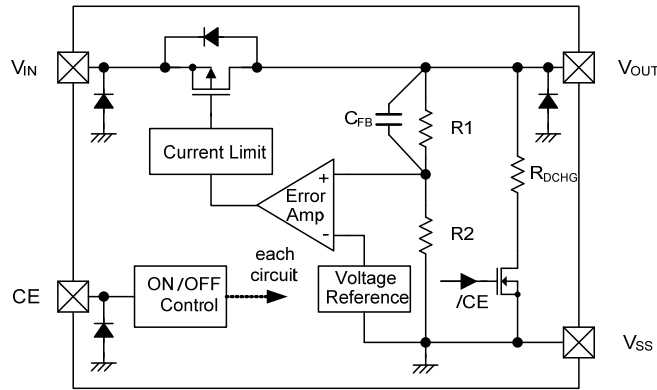 VIN
VOUT
CFB
R1
Current Limit
RDCHG
+
Error
Amp
-
R2
each
circuit
CE
ON/OFF
Control
Voltage
Reference
/CE
VSS